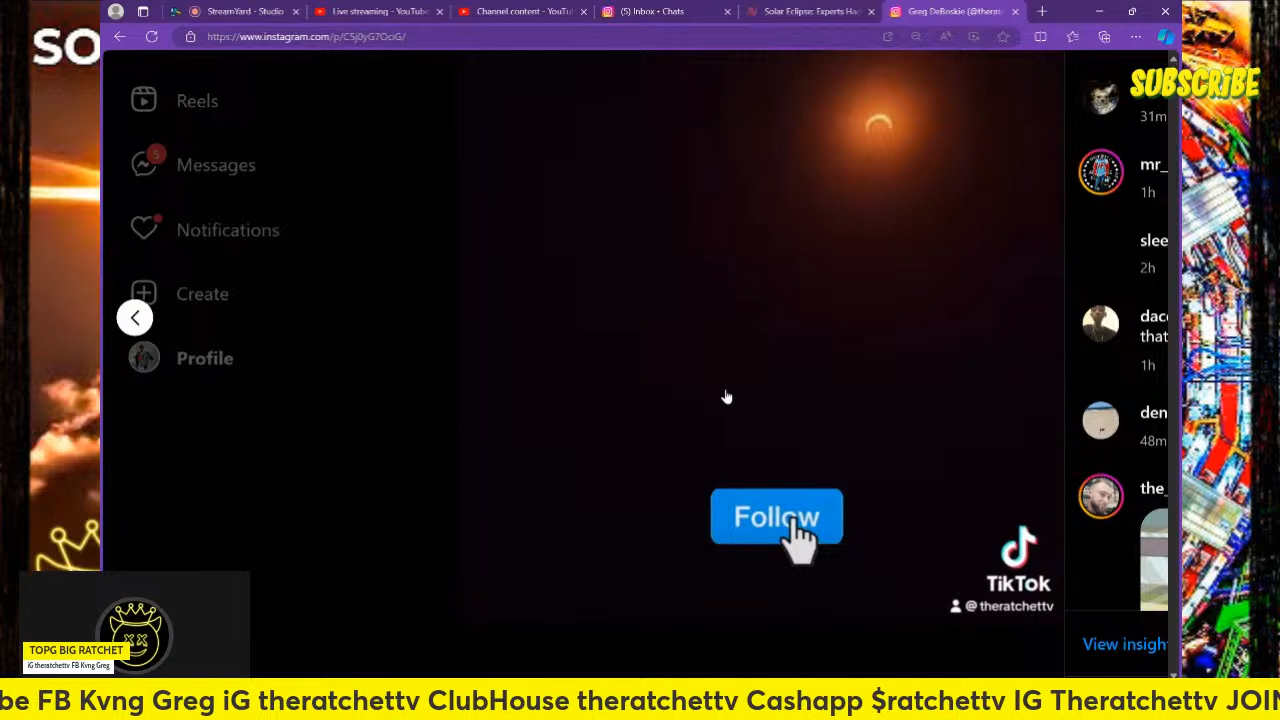 SO
StreamYard - Studio
Live streaming - YouTube
Channel content - YouTu
(5) Inbox • Chats
Solar Eclipse: Experts Ha
Greg DeBoskie (@therat
https://www.instagram.com/p/C5j0yG7OciG/
SUBSCRIBE
Reels
5
Messages
Notifications
Create
Profile
31m
mr_
1h
slee
2h
dac
that
1h
den
48m
the_
Follow
TikTok
@theratchettv
View insigh
TOPG BIG RATCHET
iG theratchettv FB Kvng Greg
be FB Kvng Greg iG theratchettv ClubHouse theratchettv Cashapp $ratchettv IG Theratchettv JOIN